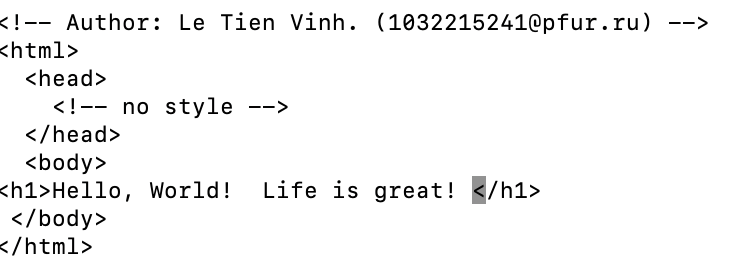 <!-- Author: Le Tien Vinh. (1032215241@pfur.ru) -->
<html>
  <head>
    <!-- no style -->
  </head>
  <body>
<h1>Hello, World!  Life is great! </h1>
 </body>
</html>